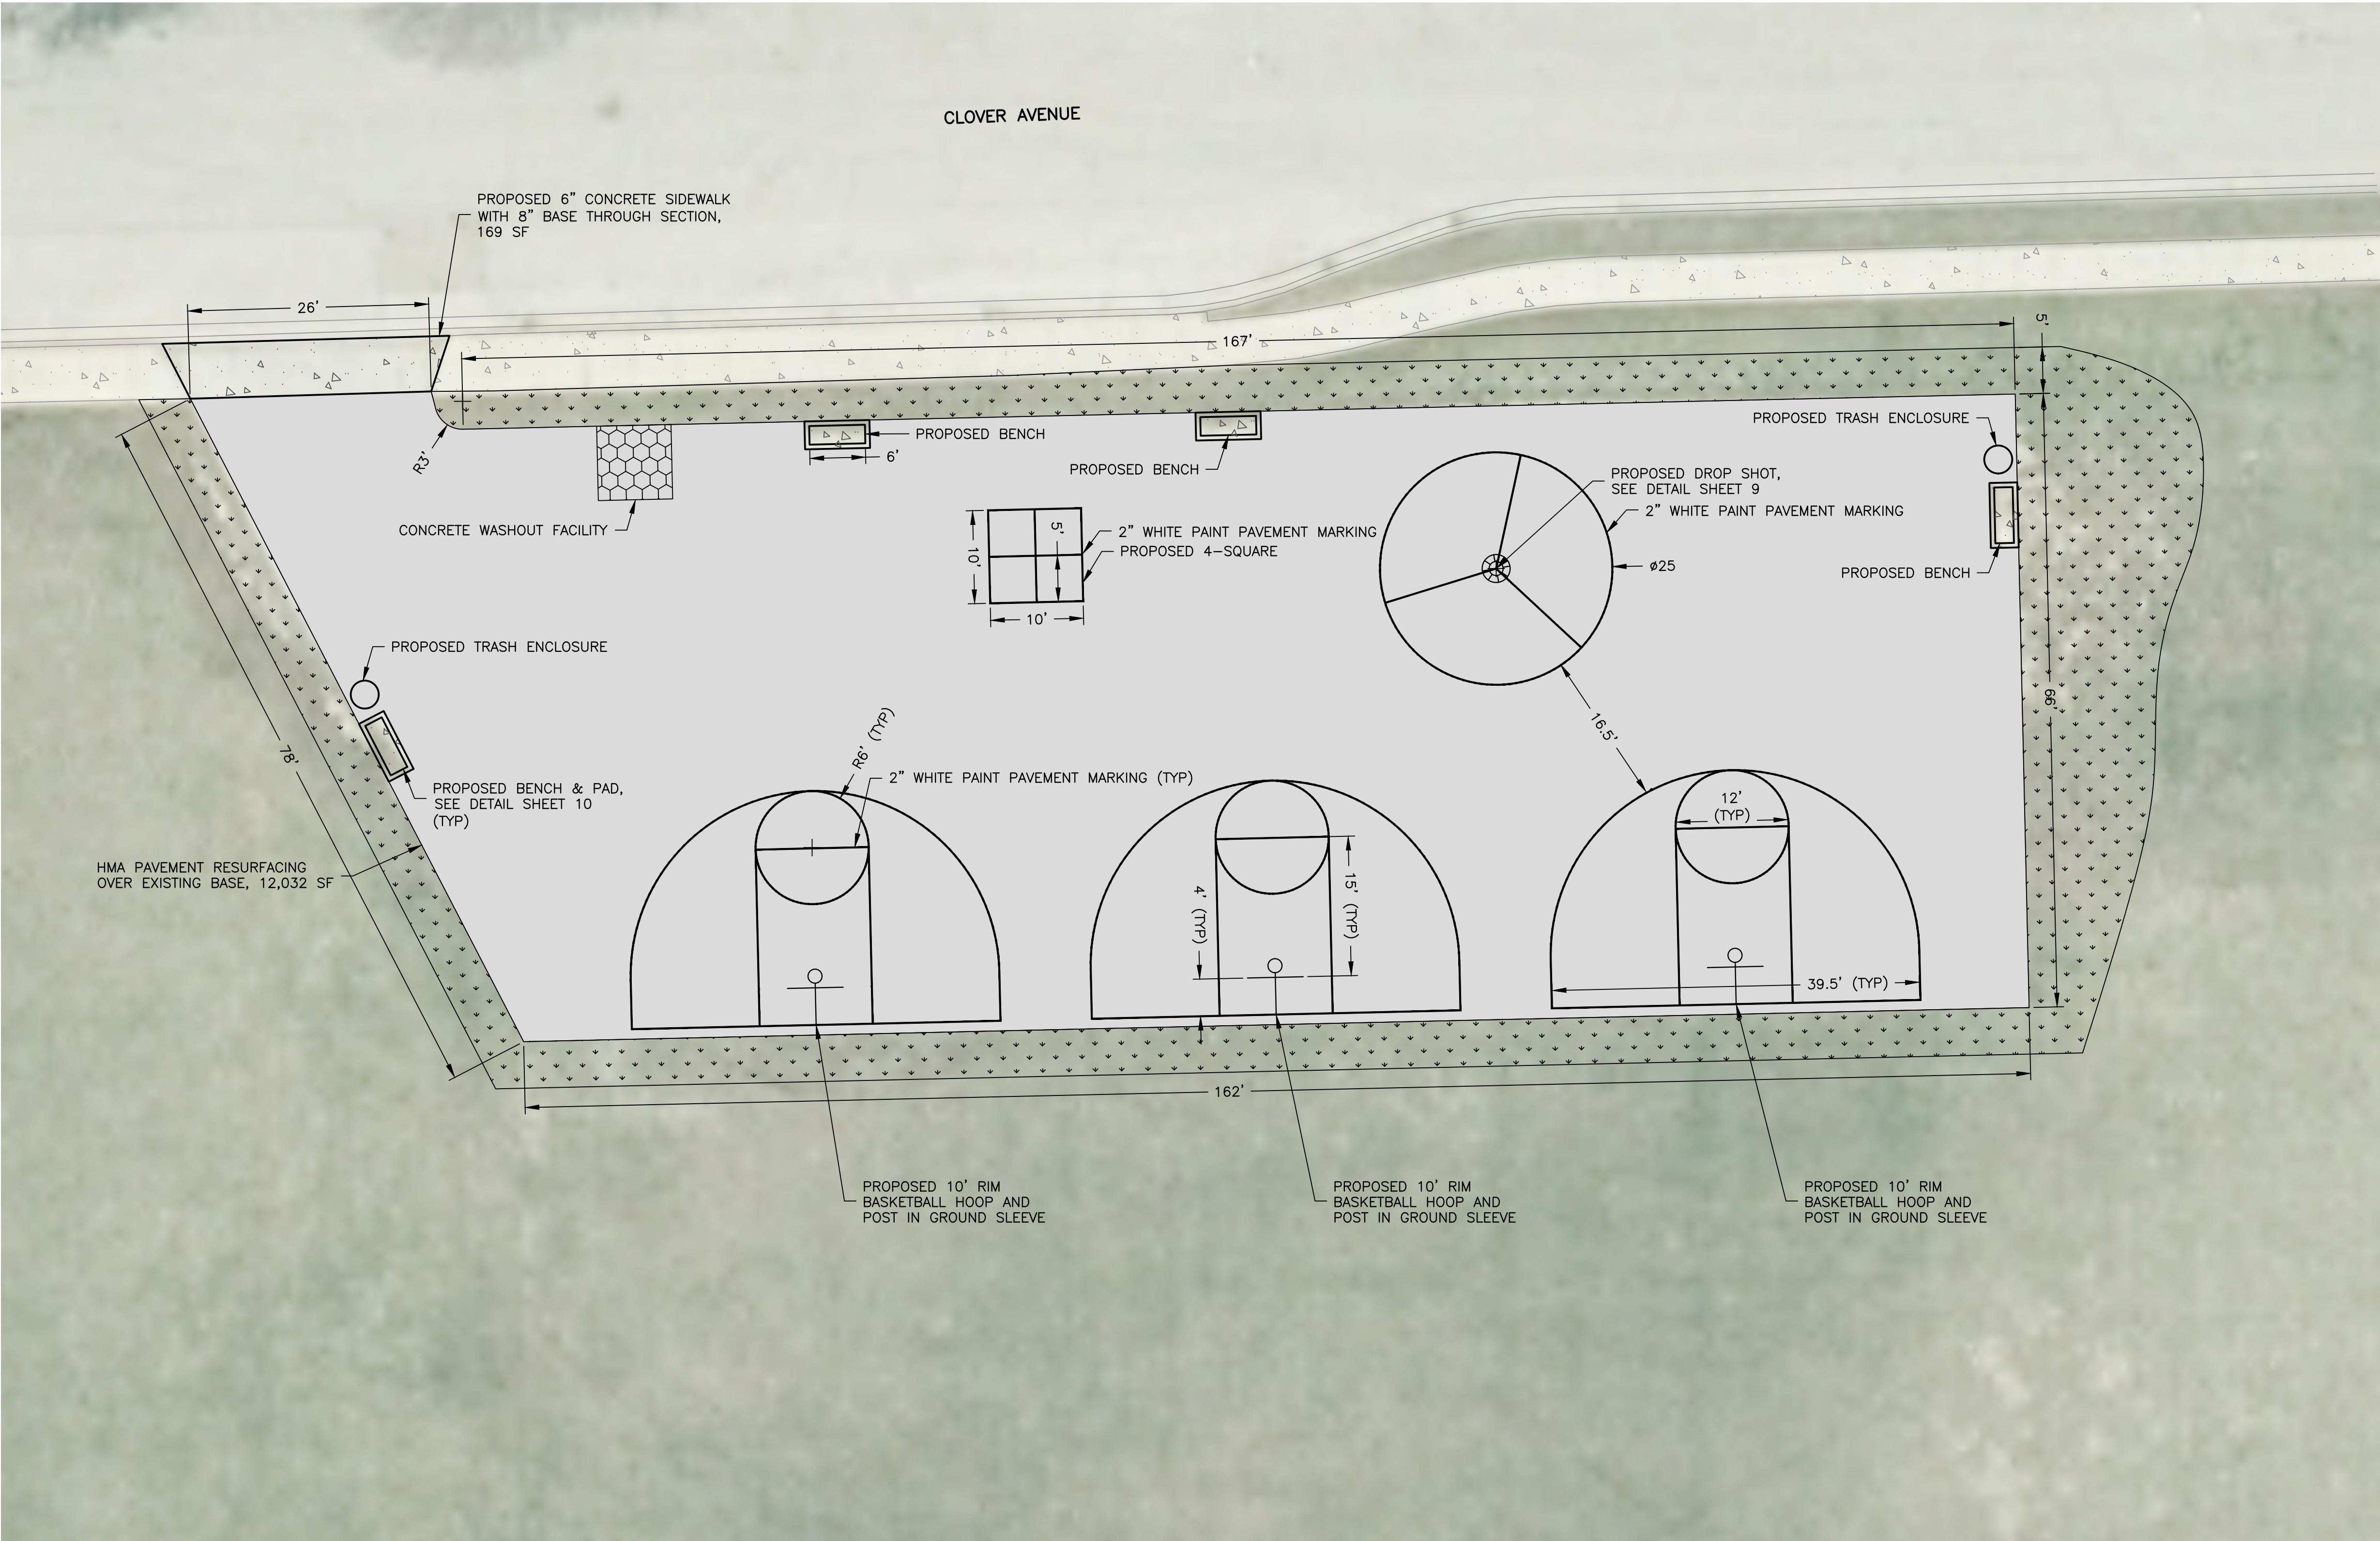 CLOVER AVENUE
PROPOSED 6” CONCRETE SIDEWALK
WITH 8” BASE THROUGH SECTION,
169 SF
26’
167’
5’
R3’
PROPOSED BENCH
6’
PROPOSED BENCH
PROPOSED TRASH ENCLOSURE
PROPOSED DROP SHOT,
SEE DETAIL SHEET 9
2” WHITE PAINT PAVEMENT MARKING
CONCRETE WASHOUT FACILITY
10’
5’
2” WHITE PAINT PAVEMENT MARKING
PROPOSED 4-SQUARE
10’
ø25
PROPOSED BENCH
PROPOSED TRASH ENCLOSURE
66’
16.5’
78’
R6’ (TYP)
2” WHITE PAINT PAVEMENT MARKING (TYP)
PROPOSED BENCH & PAD,
SEE DETAIL SHEET 10
(TYP)
12’
(TYP)
HMA PAVEMENT RESURFACING
OVER EXISTING BASE, 12,032 SF
4’ (TYP)
15’ (TYP)
39.5’ (TYP)
162’
PROPOSED 10’ RIM
BASKETBALL HOOP AND
POST IN GROUND SLEEVE
PROPOSED 10’ RIM
BASKETBALL HOOP AND
POST IN GROUND SLEEVE
PROPOSED 10’ RIM
BASKETBALL HOOP AND
POST IN GROUND SLEEVE